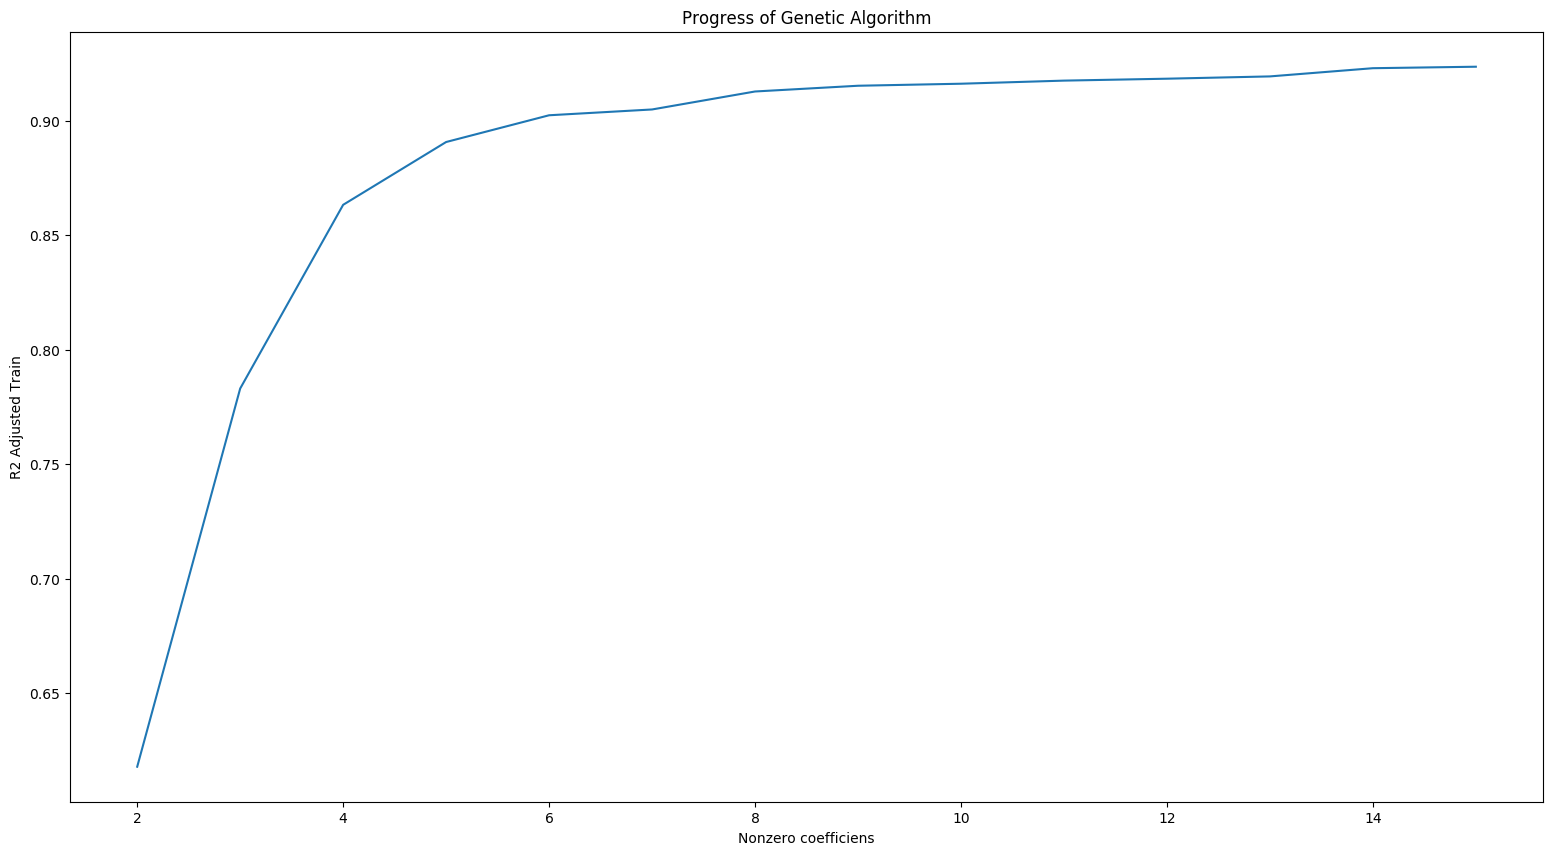 Progress of Genetic Algorithm
0.90
0.85
0.80
0.75
0.70
0.65
R2 Adjusted Train
2 4 6 8 10 12 14
Nonzero coefficiens